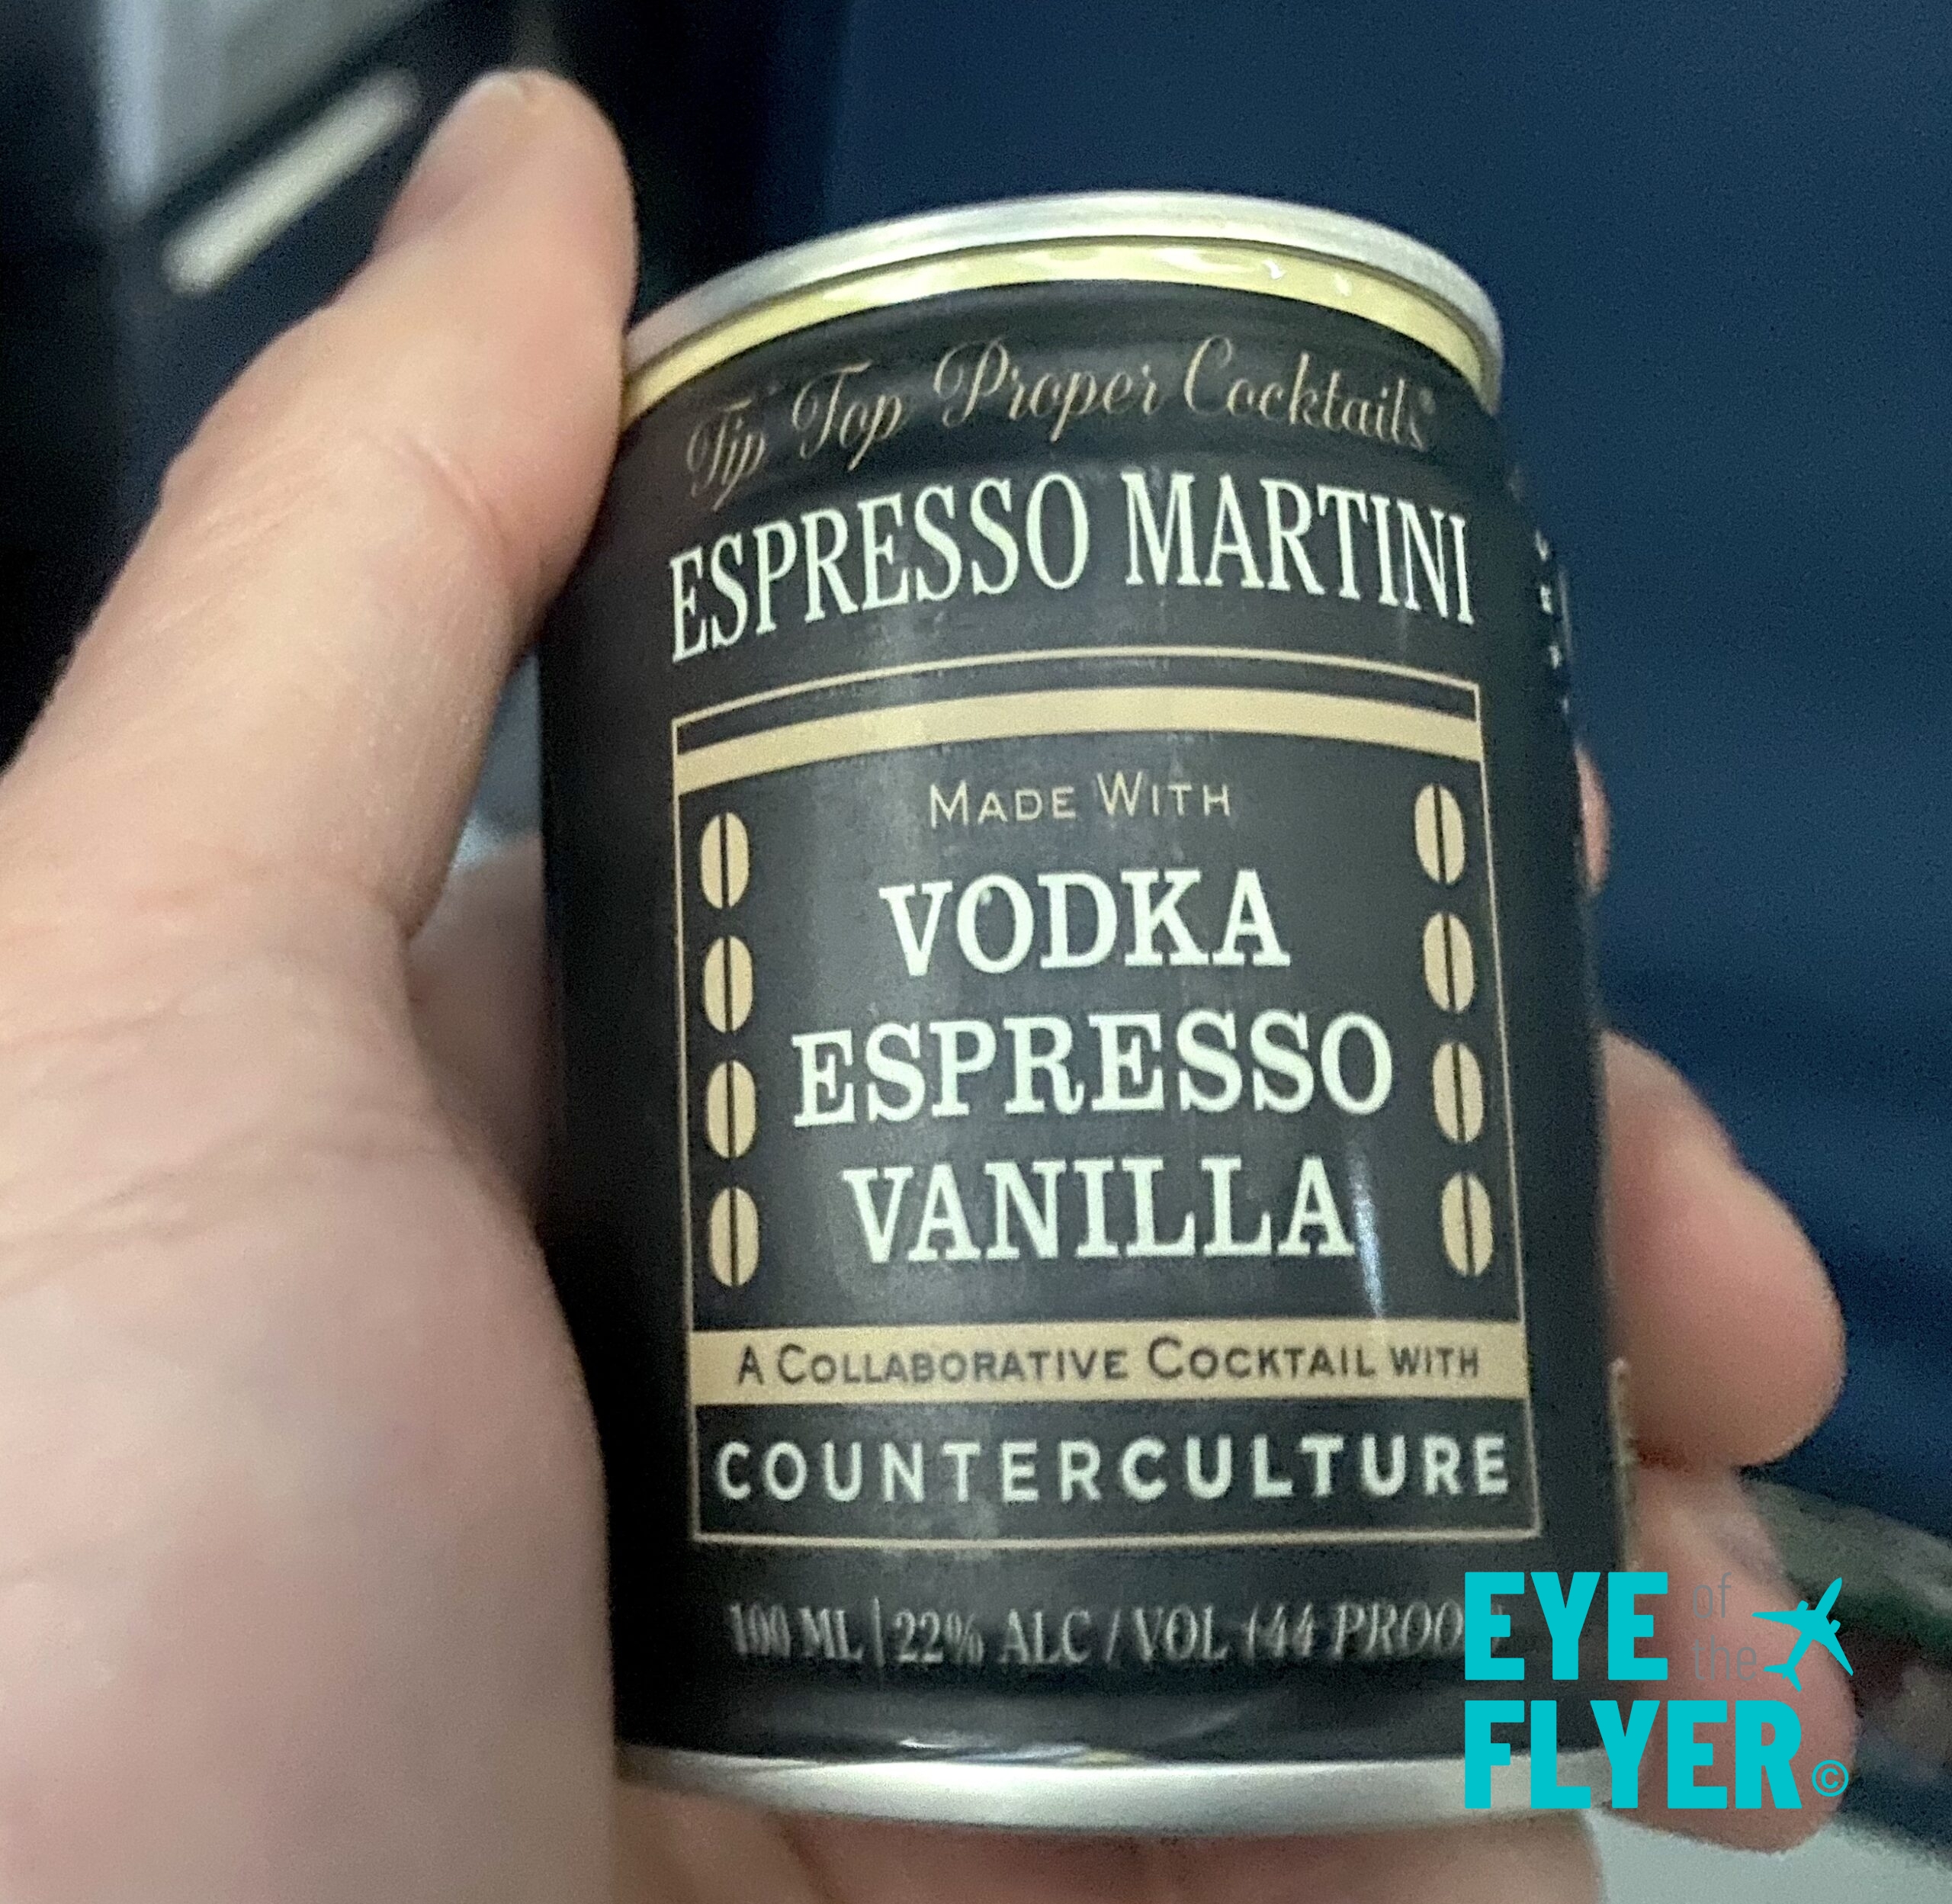 Tip Top Proper Cocktails®
ESPRESSO MARTINI
MADE WITH
VODKA
ESPRESSO
VANILLA
A COLLABORATIVE COCKTAIL WITH
COUNTERCULTURE
100 ML | 22% ALC / VOL (44 PROO
EYE of the
FLYER©